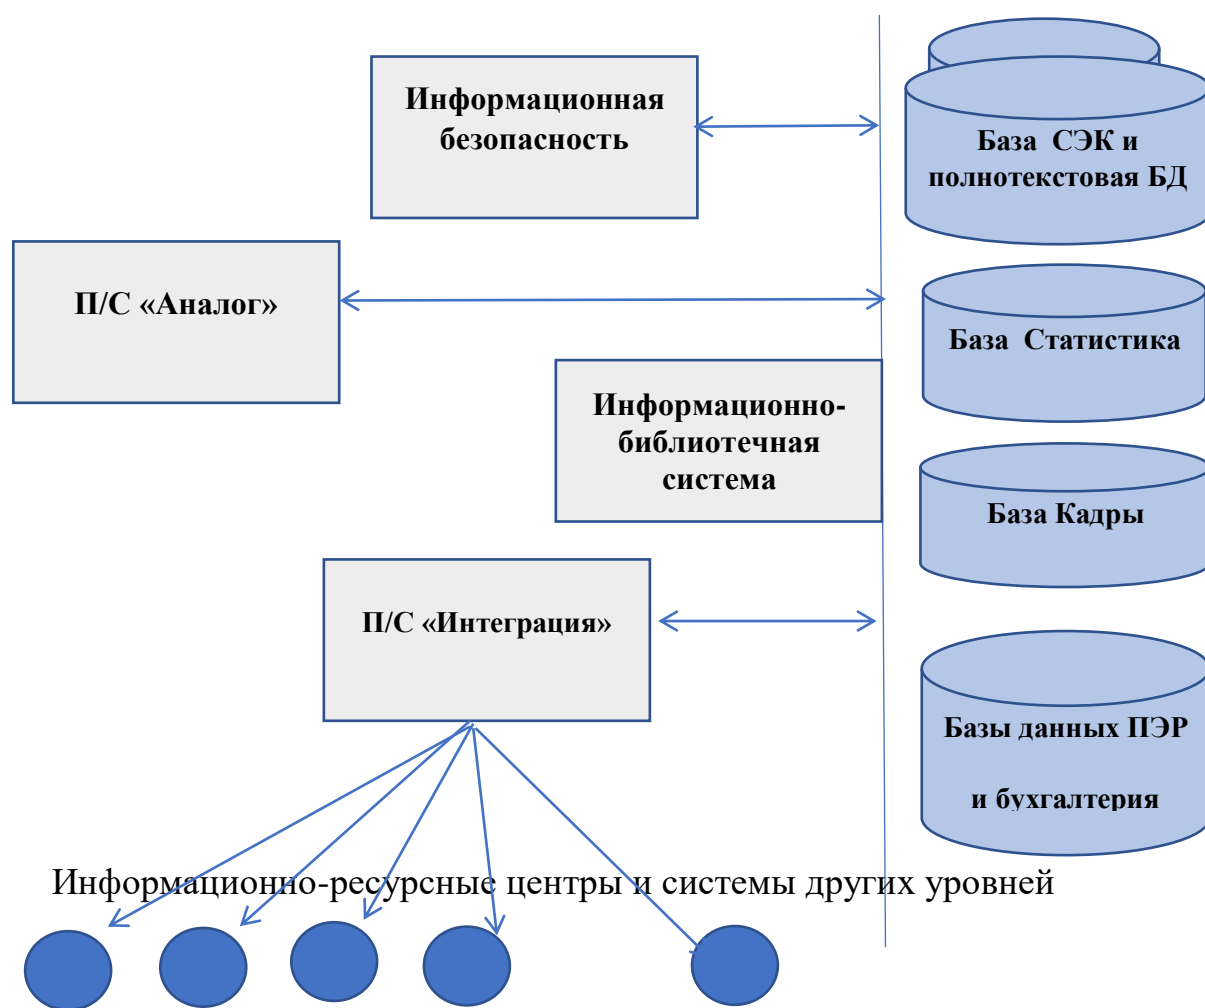 Информационная
безопасность
База СЭК и
полнотекстовая БД
П/С «Аналог»
База Статистика
Информационно-
библиотечная
система
База Кадры
П/С «Интеграция»
Базы данных ПЭР
и бухгалтерия
Информационно-ресурсные центры и системы других уровней